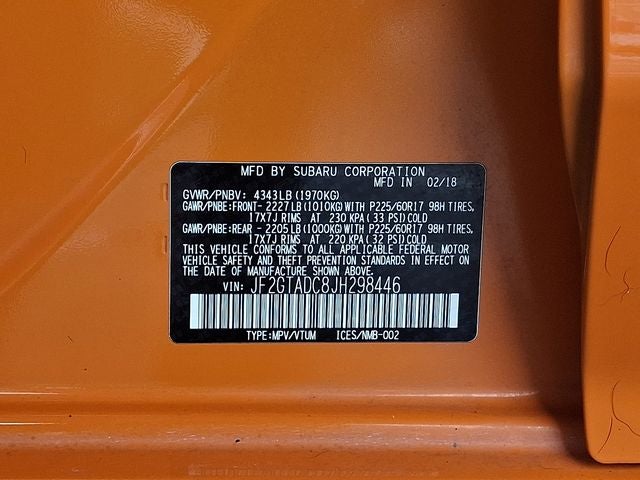 MFD BY SUBARU CORPORATION
MFD IN 02/18
GVWR/PNBV: 4343LB (1970KG)
GAWR/PNBE:FRONT- 2227LB (1010KG) WITH P225/60R17 98H TIRES,
17X7J RIMS AT 230 KPA (33 PSI) COLD
GAWR/PNBE:REAR - 2205LB (1000KG) WITH P225/60R17 98H TIRES,
17X7J RIMS AT 220 KPA (32 PSI) COLD
THIS VEHICLE CONFORMS TO ALL APPLICABLE FEDERAL MOTOR
VEHICLE SAFETY AND THEFT PREVENTION STANDARDS IN EFFECT ON
THE DATE OF MANUFACTURE SHOWN ABOVE.
VIN: JF2GTADC8JH298446
TYPE:MPV/VTUM ICES/NMB-002